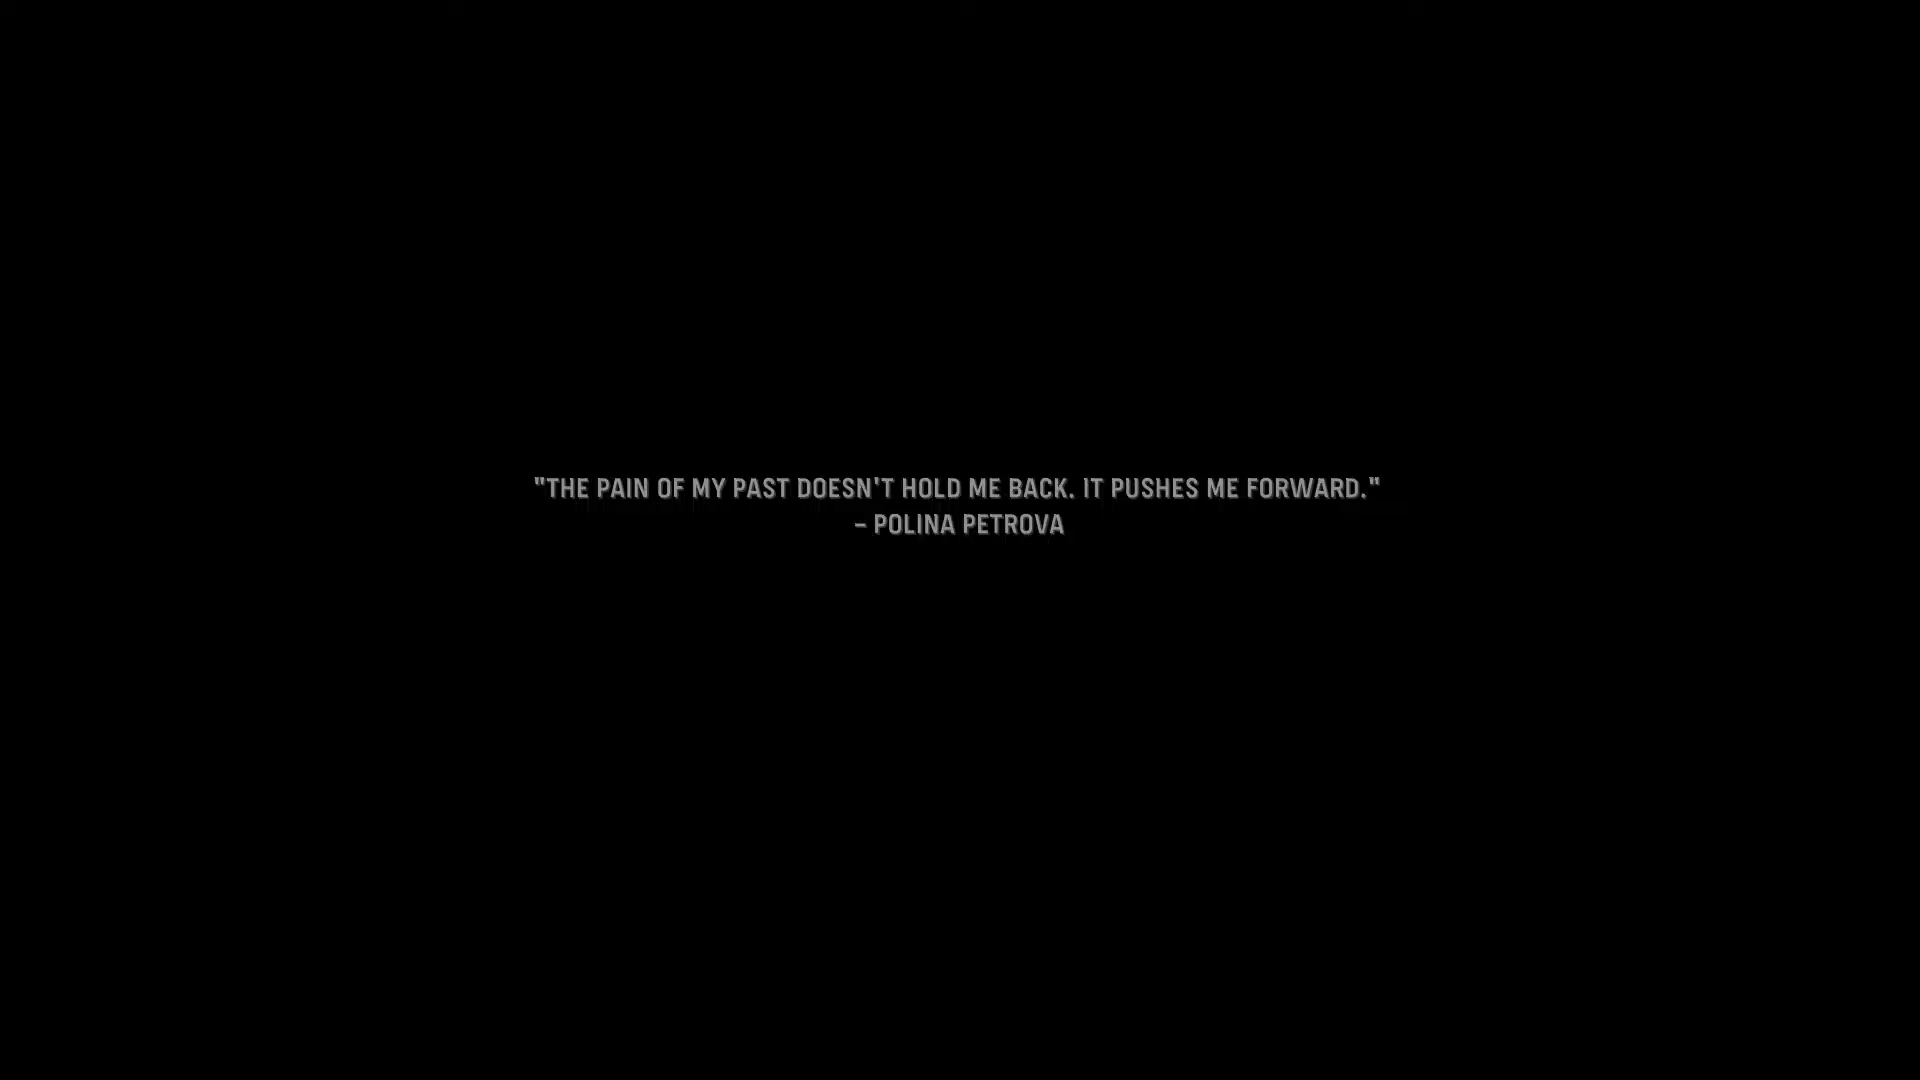 "THE PAIN OF MY PAST DOESN'T HOLD ME BACK. IT PUSHES ME FORWARD."
– POLINA PETROVA